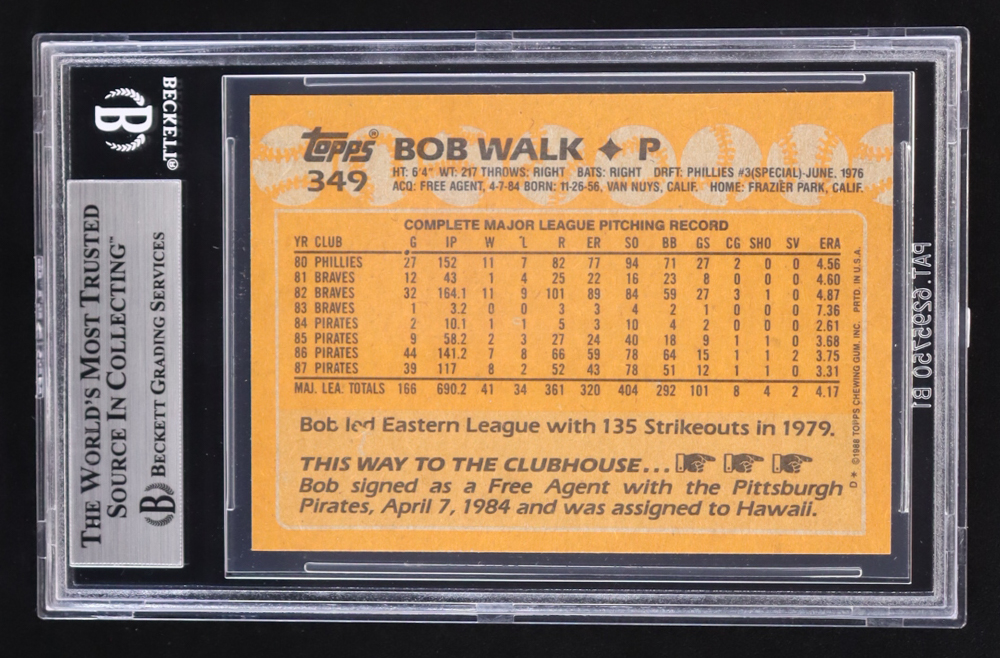 BECKETT®
B
THE WORLD'S MOST TRUSTED
SOURCE IN COLLECTING™
B BECKETT GRADING SERVICES
topps® BOB WALK ✦ P
349 HT: 6'4" WT: 217 THROWS: RIGHT BATS: RIGHT DRFT: PHILLIES #3(SPECIAL)-JUNE, 1976
ACQ: FREE AGENT, 4-7-84 BORN: 11-26-56, VAN NUYS, CALIF. HOME: FRAZIER PARK, CALIF.
COMPLETE MAJOR LEAGUE PITCHING RECORD
YR CLUB G IP W L R ER SO BB GS CG SHO SV ERA
80 PHILLIES 27 152 11 7 82 77 94 71 27 2 0 0 4.56
81 BRAVES 12 43 1 4 25 22 16 23 8 0 0 0 4.60
82 BRAVES 32 164.1 11 9 101 89 84 59 27 3 1 0 4.87
83 BRAVES 1 3.2 0 0 3 3 4 2 1 0 0 0 7.36
84 PIRATES 2 10.1 1 1 5 3 10 4 2 0 0 0 2.61
85 PIRATES 9 58.2 2 3 27 24 40 18 9 1 1 0 3.68
86 PIRATES 44 141.2 7 8 66 59 78 64 15 1 1 2 3.75
87 PIRATES 39 117 8 2 52 43 78 51 12 1 1 0 3.31
MAJ. LEA. TOTALS 166 690.2 41 34 361 320 404 292 101 8 4 2 4.17
Bob led Eastern League with 135 Strikeouts in 1979.
THIS WAY TO THE CLUBHOUSE...
Bob signed as a Free Agent with the Pittsburgh
Pirates, April 7, 1984 and was assigned to Hawaii.
D* ©1988 TOPPS CHEWING GUM, INC. PRTD. IN U.S.A.
PAT. 6295750 B1